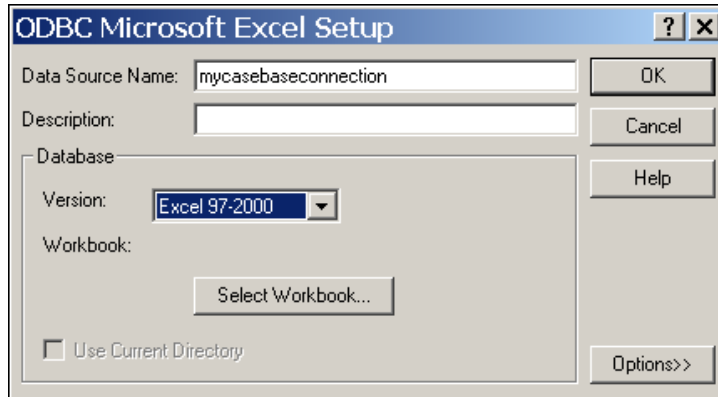 ODBC Microsoft Excel Setup
Data Source Name: mycasebaseconnection
OK
Description:
Cancel
Database
Help
Version: Excel 97-2000
Workbook:
Select Workbook...
Use Current Directory
Options>>